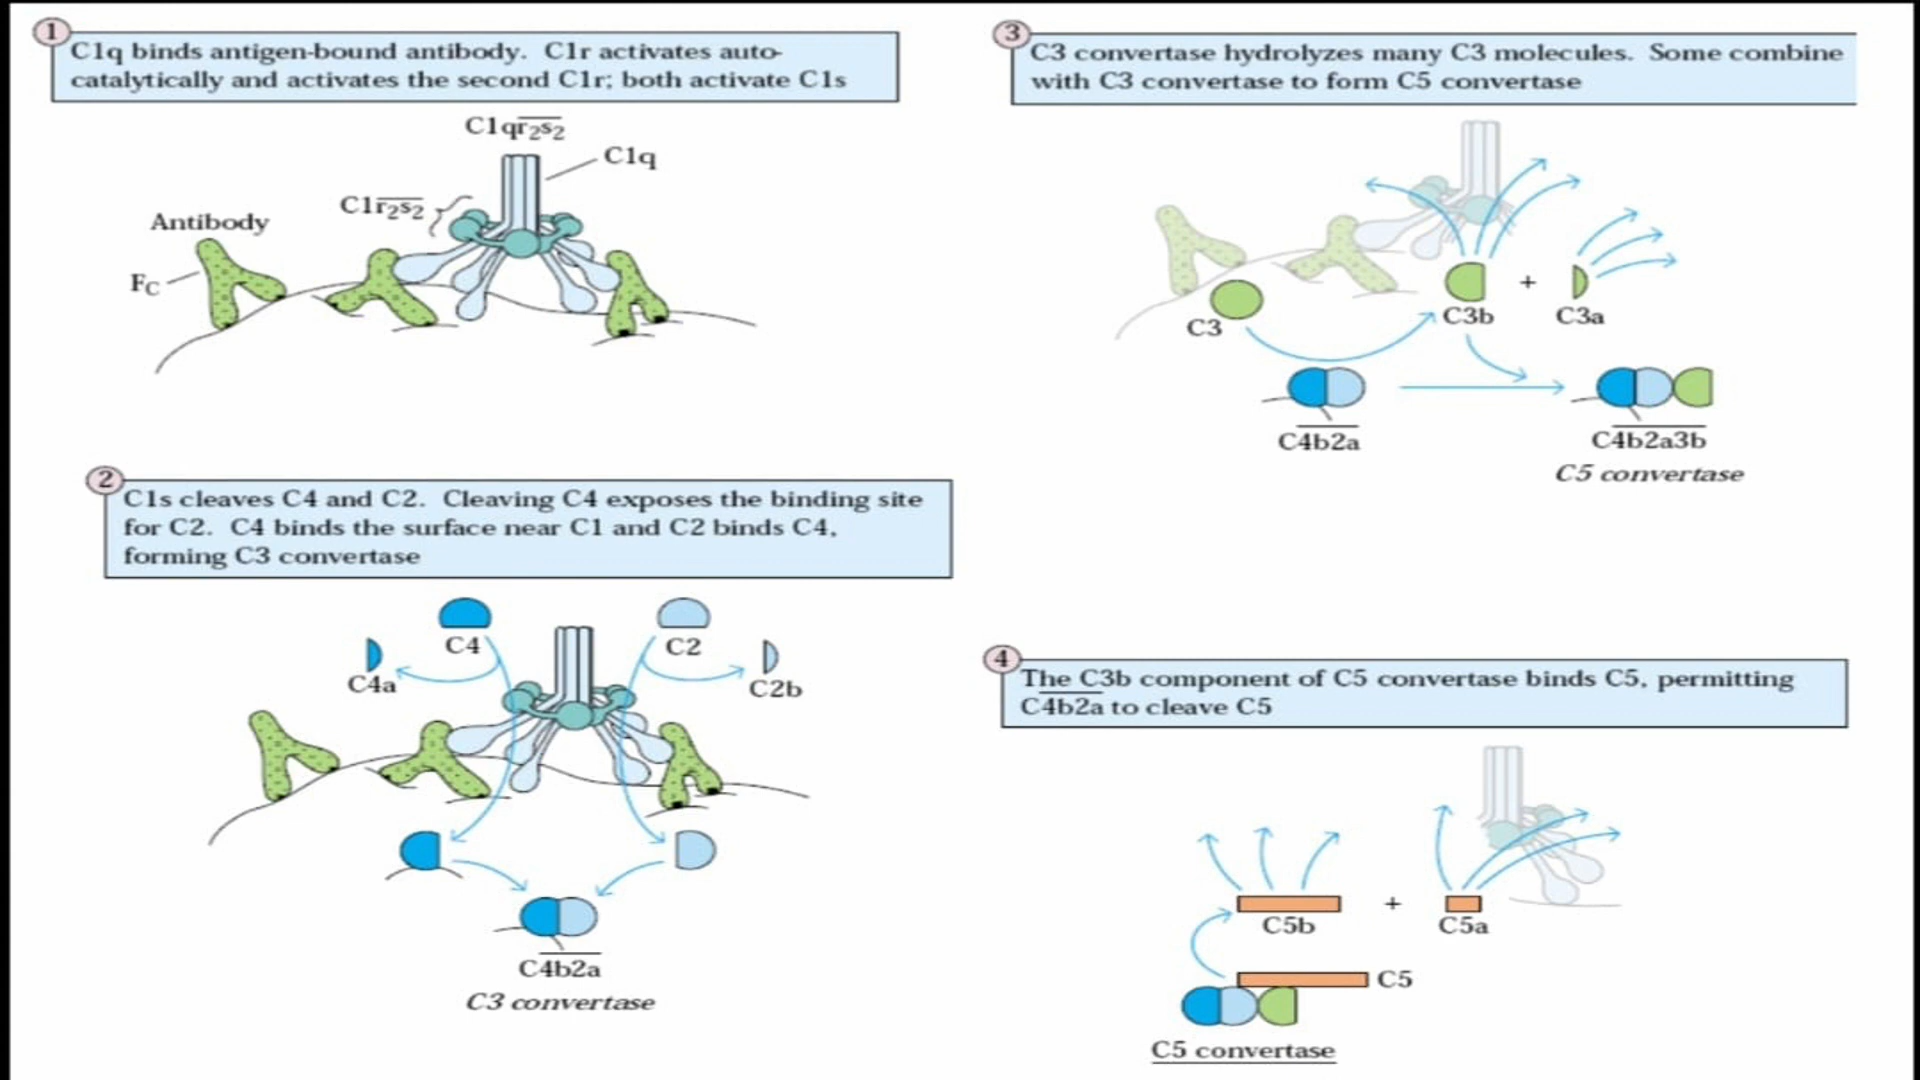 1
C1q binds antigen-bound antibody. C1r activates auto-
catalytically and activates the second C1r; both activate C1s
C1qr2s2
C1q
C1r2s2
Antibody
FC
2
C1s cleaves C4 and C2. Cleaving C4 exposes the binding site
for C2. C4 binds the surface near C1 and C2 binds C4,
forming C3 convertase
C4
C2
C4a
C2b
C4b2a
C3 convertase
3
C3 convertase hydrolyzes many C3 molecules. Some combine
with C3 convertase to form C5 convertase
+
C3
C3b
C3a
C4b2a
C4b2a3b
C5 convertase
4
The C3b component of C5 convertase binds C5, permitting
C4b2a to cleave C5
+
C5b
C5a
C5
C5 convertase